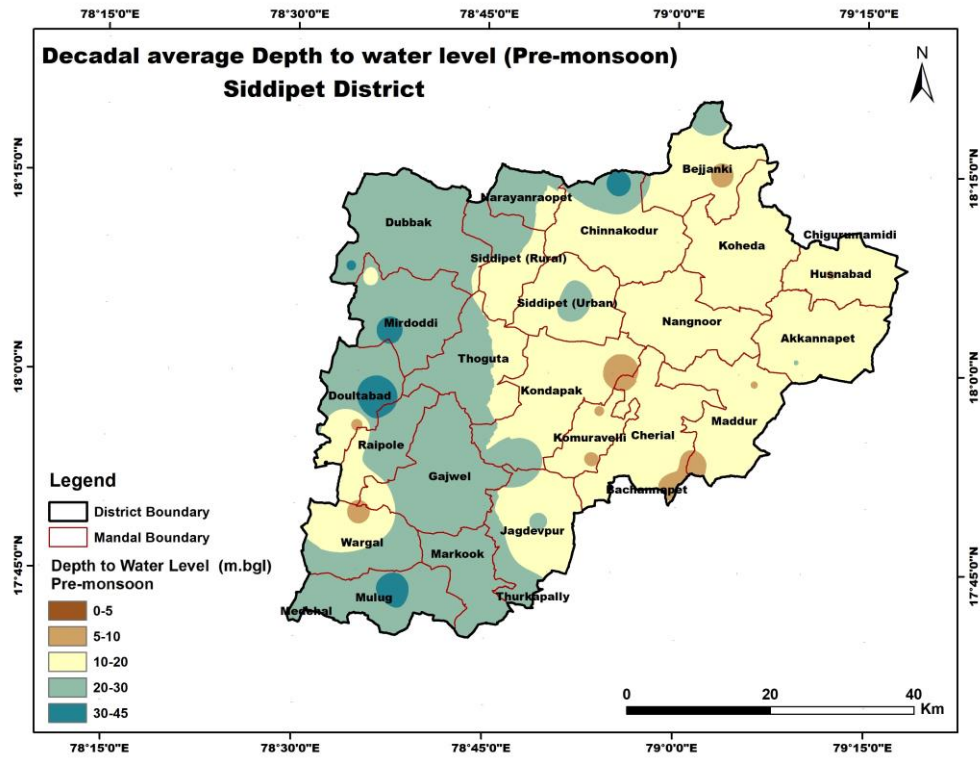 78°15'0"E 78°30'0"E 78°45'0"E 79°0'0"E 79°15'0"E
Decadal average Depth to water level (Pre-monsoon)
Siddipet District
N
18°15'0"N
18°15'0"N
Bejjanki
Narayanraopet
Dubbak
Chinnakodur
Chigurumamidi
Koheda
Siddipet (Rural)
Husnabad
Siddipet (Urban)
Mirdoddi
Nangnoor
Akkannapet
Thoguta
18°0'0"N
18°0'0"N
Kondapak
Doultabad
Maddur
Raipole
Komuravelli
Cherial
Gajwel
Bachannapet
Jagdevpur
Wargal
Markook
17°45'0"N
17°45'0"N
Mulug
Thurkapally
Medchal
Legend
District Boundary
Mandal Boundary
Depth to Water Level (m.bgl)
Pre-monsoon
0-5
5-10
10-20
20-30
30-45
0 20 40
Km
78°15'0"E 78°30'0"E 78°45'0"E 79°0'0"E 79°15'0"E